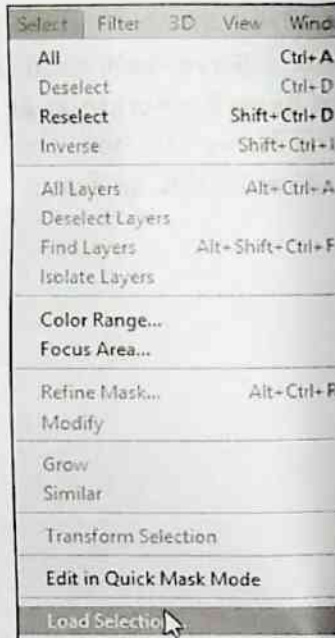 Select Filter 3D View Windo
All Ctrl+A
Deselect Ctrl+D
Reselect Shift+Ctrl+D
Inverse Shift+Ctrl+I
All Layers Alt+Ctrl+A
Deselect Layers
Find Layers Alt+Shift+Ctrl+F
Isolate Layers
Color Range...
Focus Area...
Refine Mask... Alt+Ctrl+R
Modify
Grow
Similar
Transform Selection
Edit in Quick Mask Mode
Load Selection